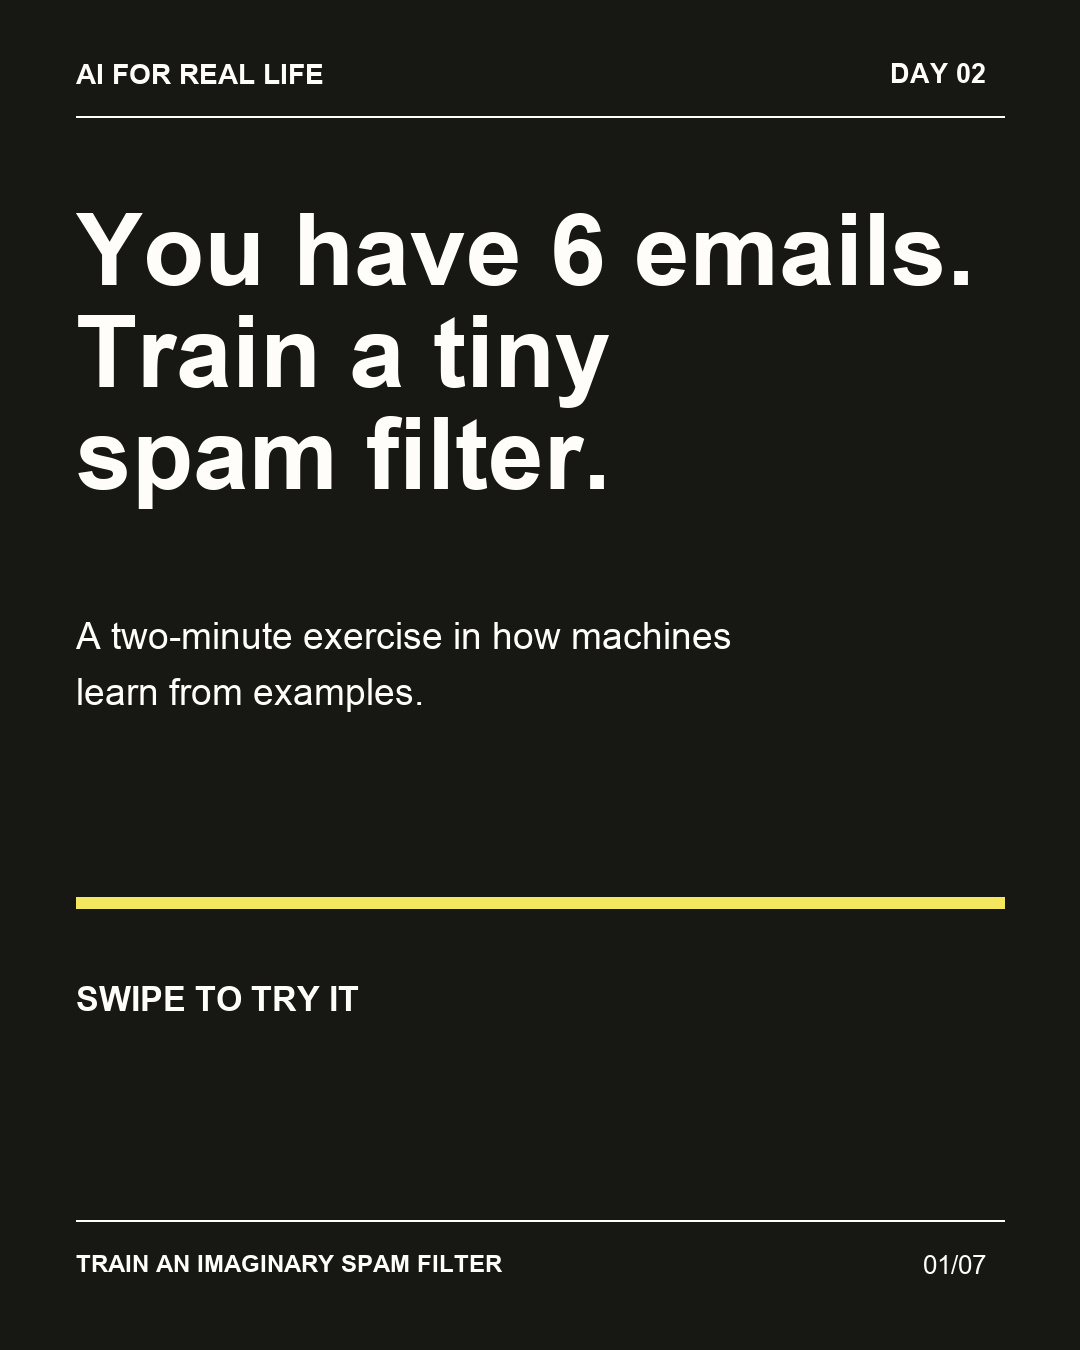 AI FOR REAL LIFE
DAY 02
You have 6 emails.
Train a tiny
spam filter.
A two-minute exercise in how machines
learn from examples.
SWIPE TO TRY IT
TRAIN AN IMAGINARY SPAM FILTER
01/07